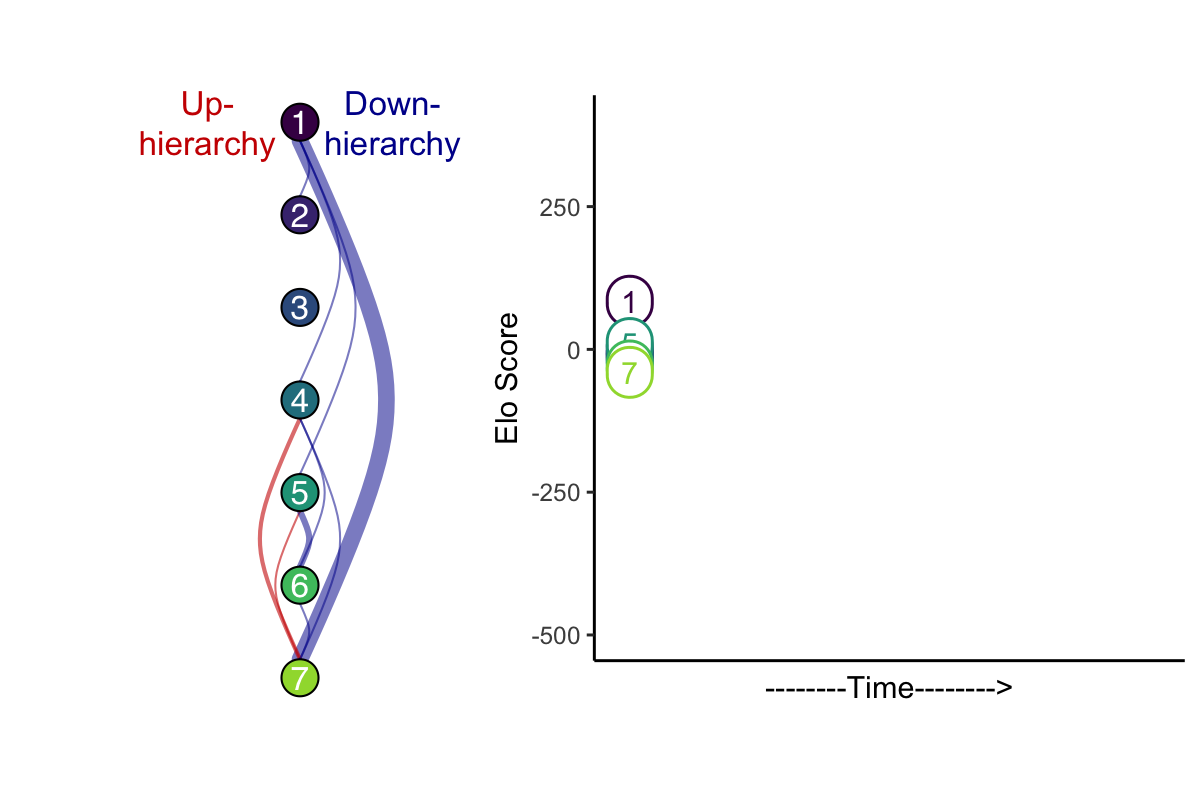 Up-
hierarchy
Down-
hierarchy
1
2
3
4
5
6
7
Elo Score
250
0
-250
-500
1
5
7
--------Time-------->